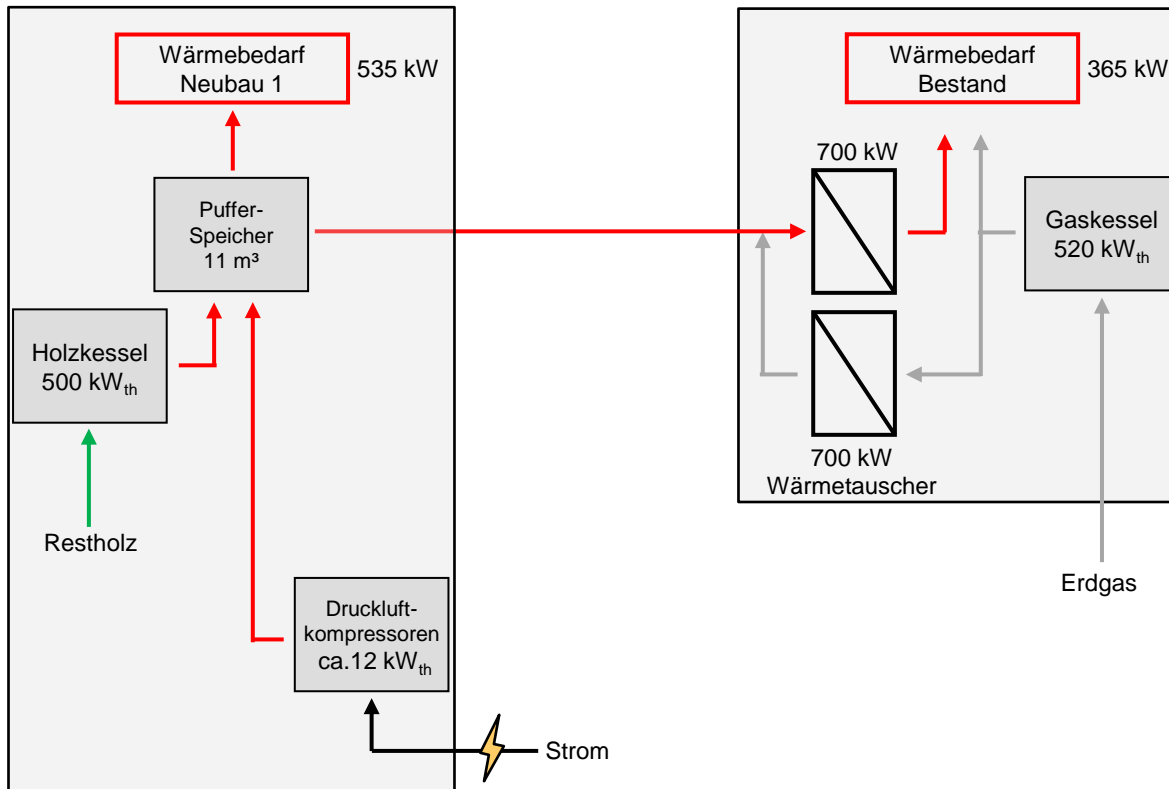 Wärmebedarf
Neubau 1
535 kW
Puffer-
Speicher
11 m³
Holzkessel
500 kWth
Restholz
Druckluft-
kompressoren
ca.12 kWth
Strom
Wärmebedarf
Bestand
365 kW
700 kW
Gaskessel
520 kWth
700 kW
Wärmetauscher
Erdgas